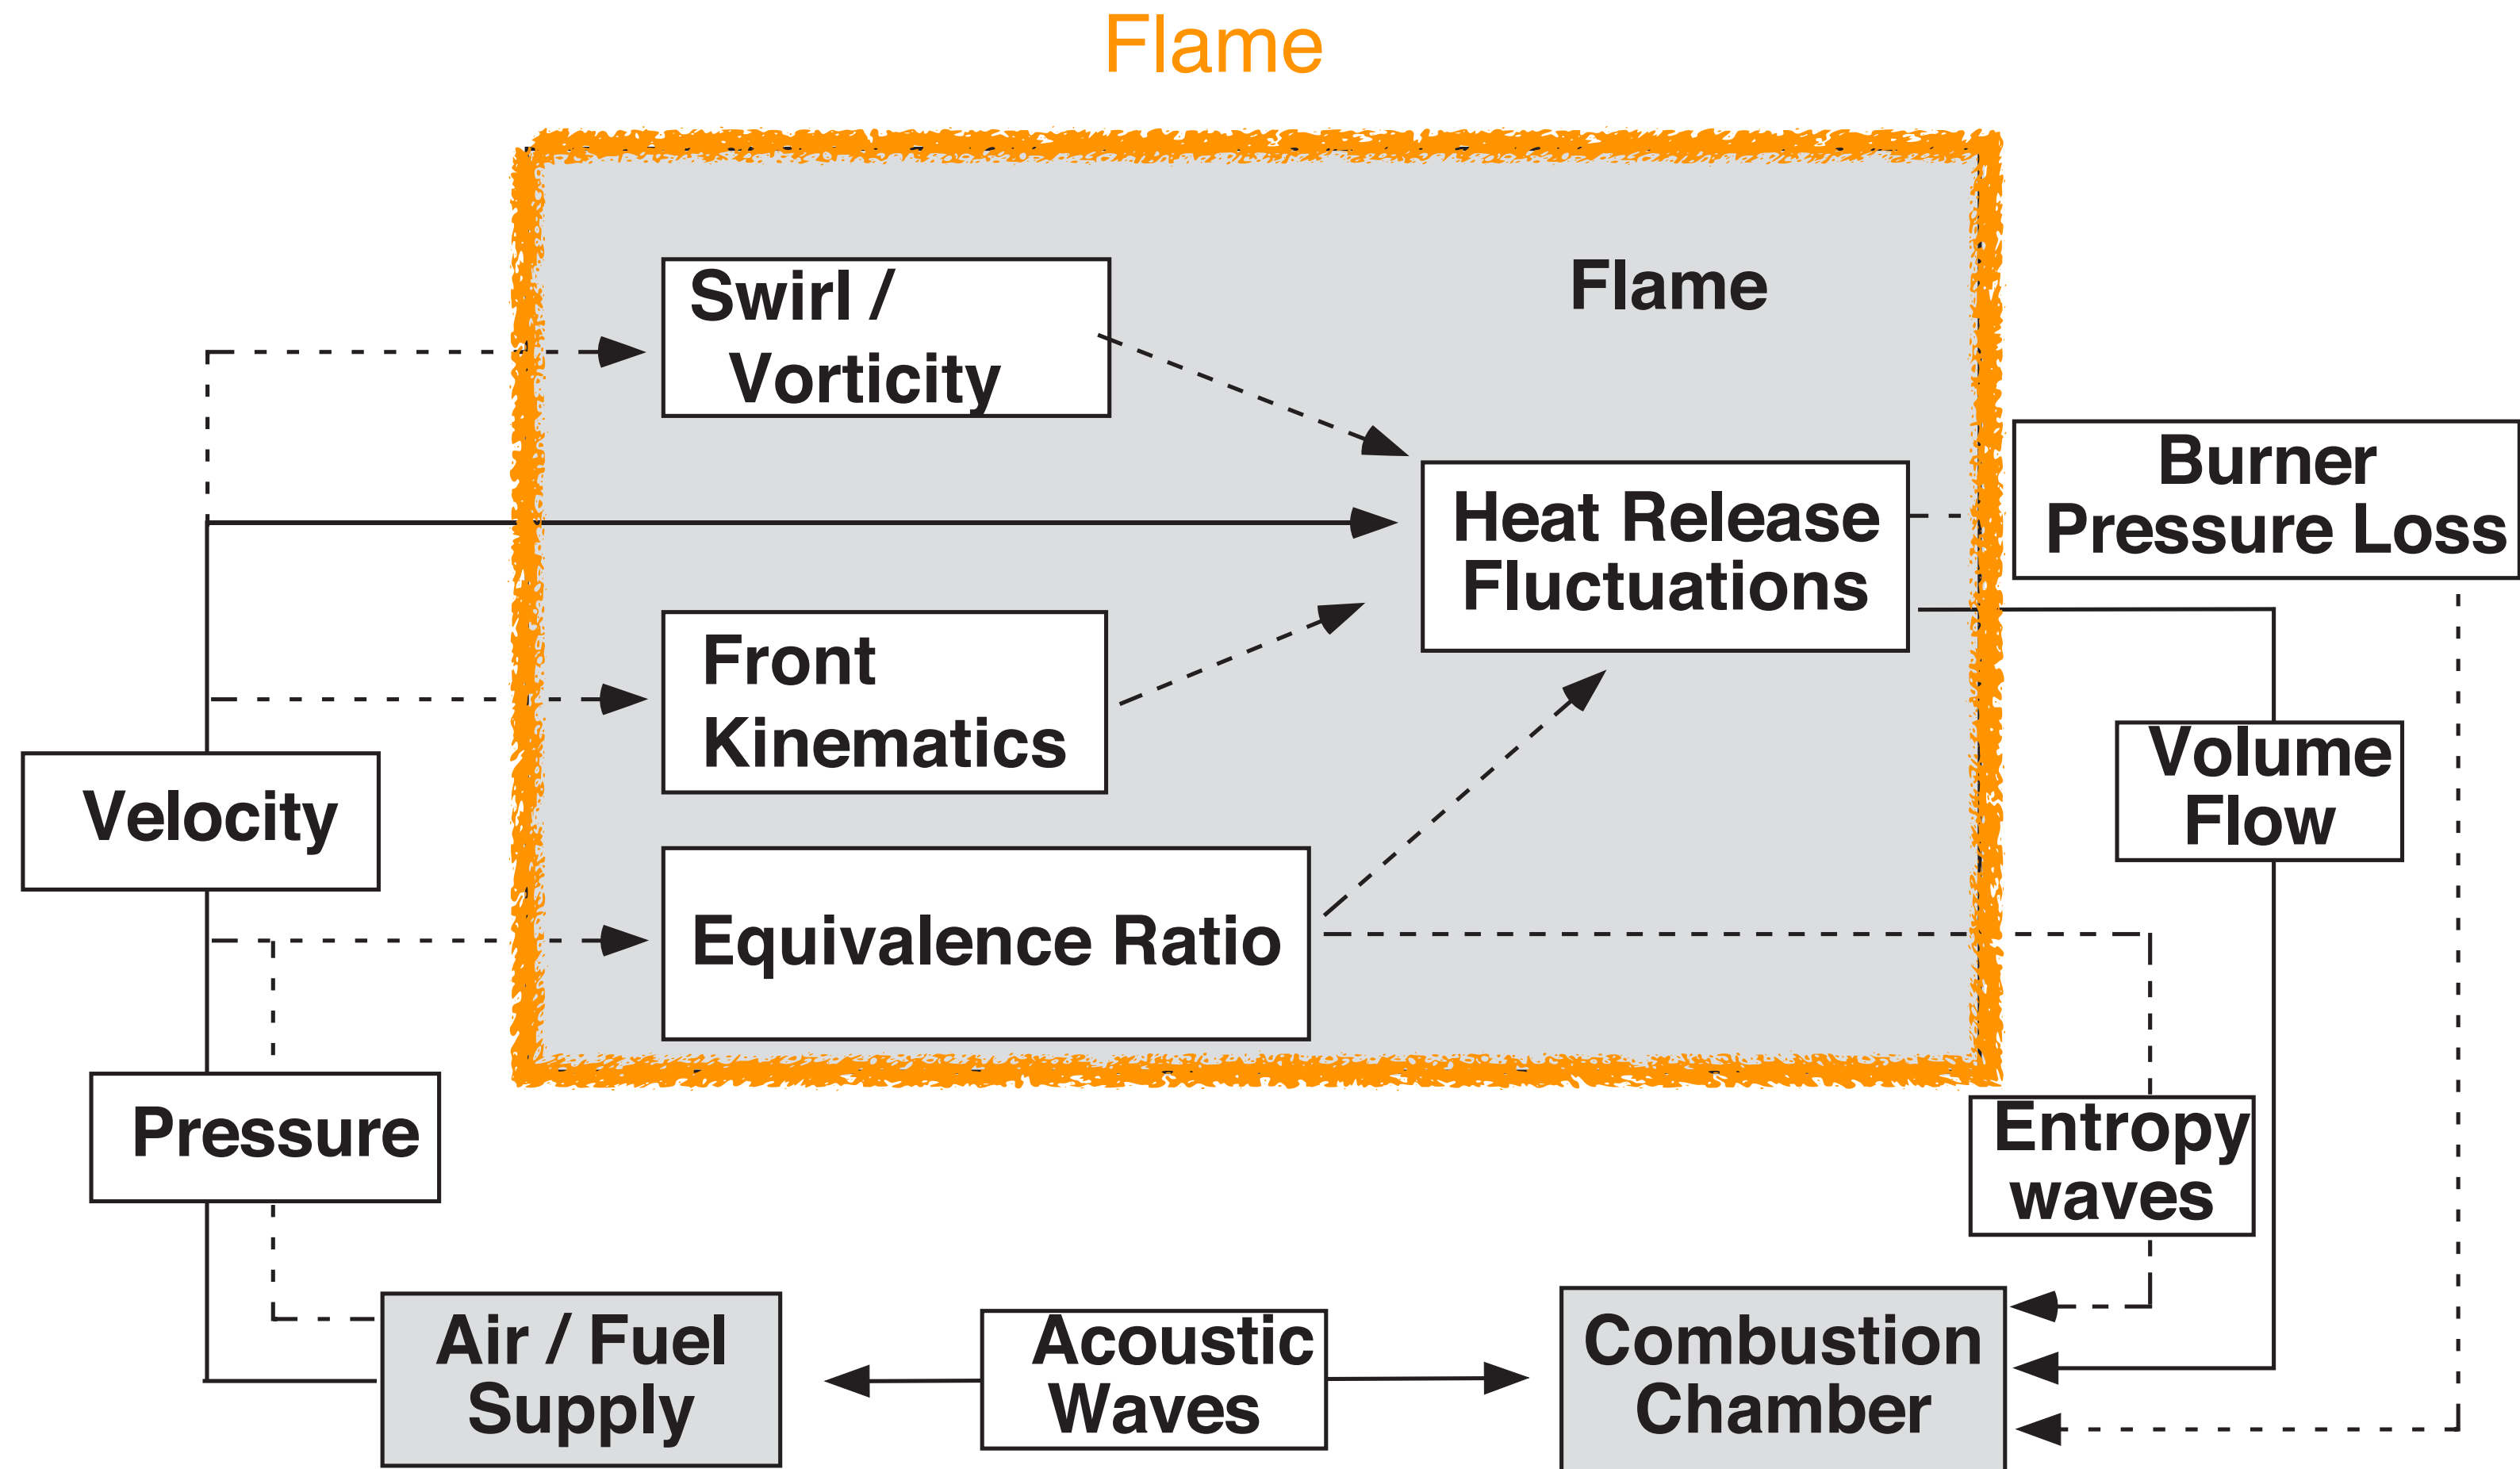 Flame
Swirl /
Vorticity
Flame
Heat Release
Fluctuations
Burner
Pressure Loss
Front
Kinematics
Volume
Flow
Velocity
Equivalence Ratio
Pressure
Entropy
waves
Air / Fuel
Supply
Acoustic
Waves
Combustion
Chamber